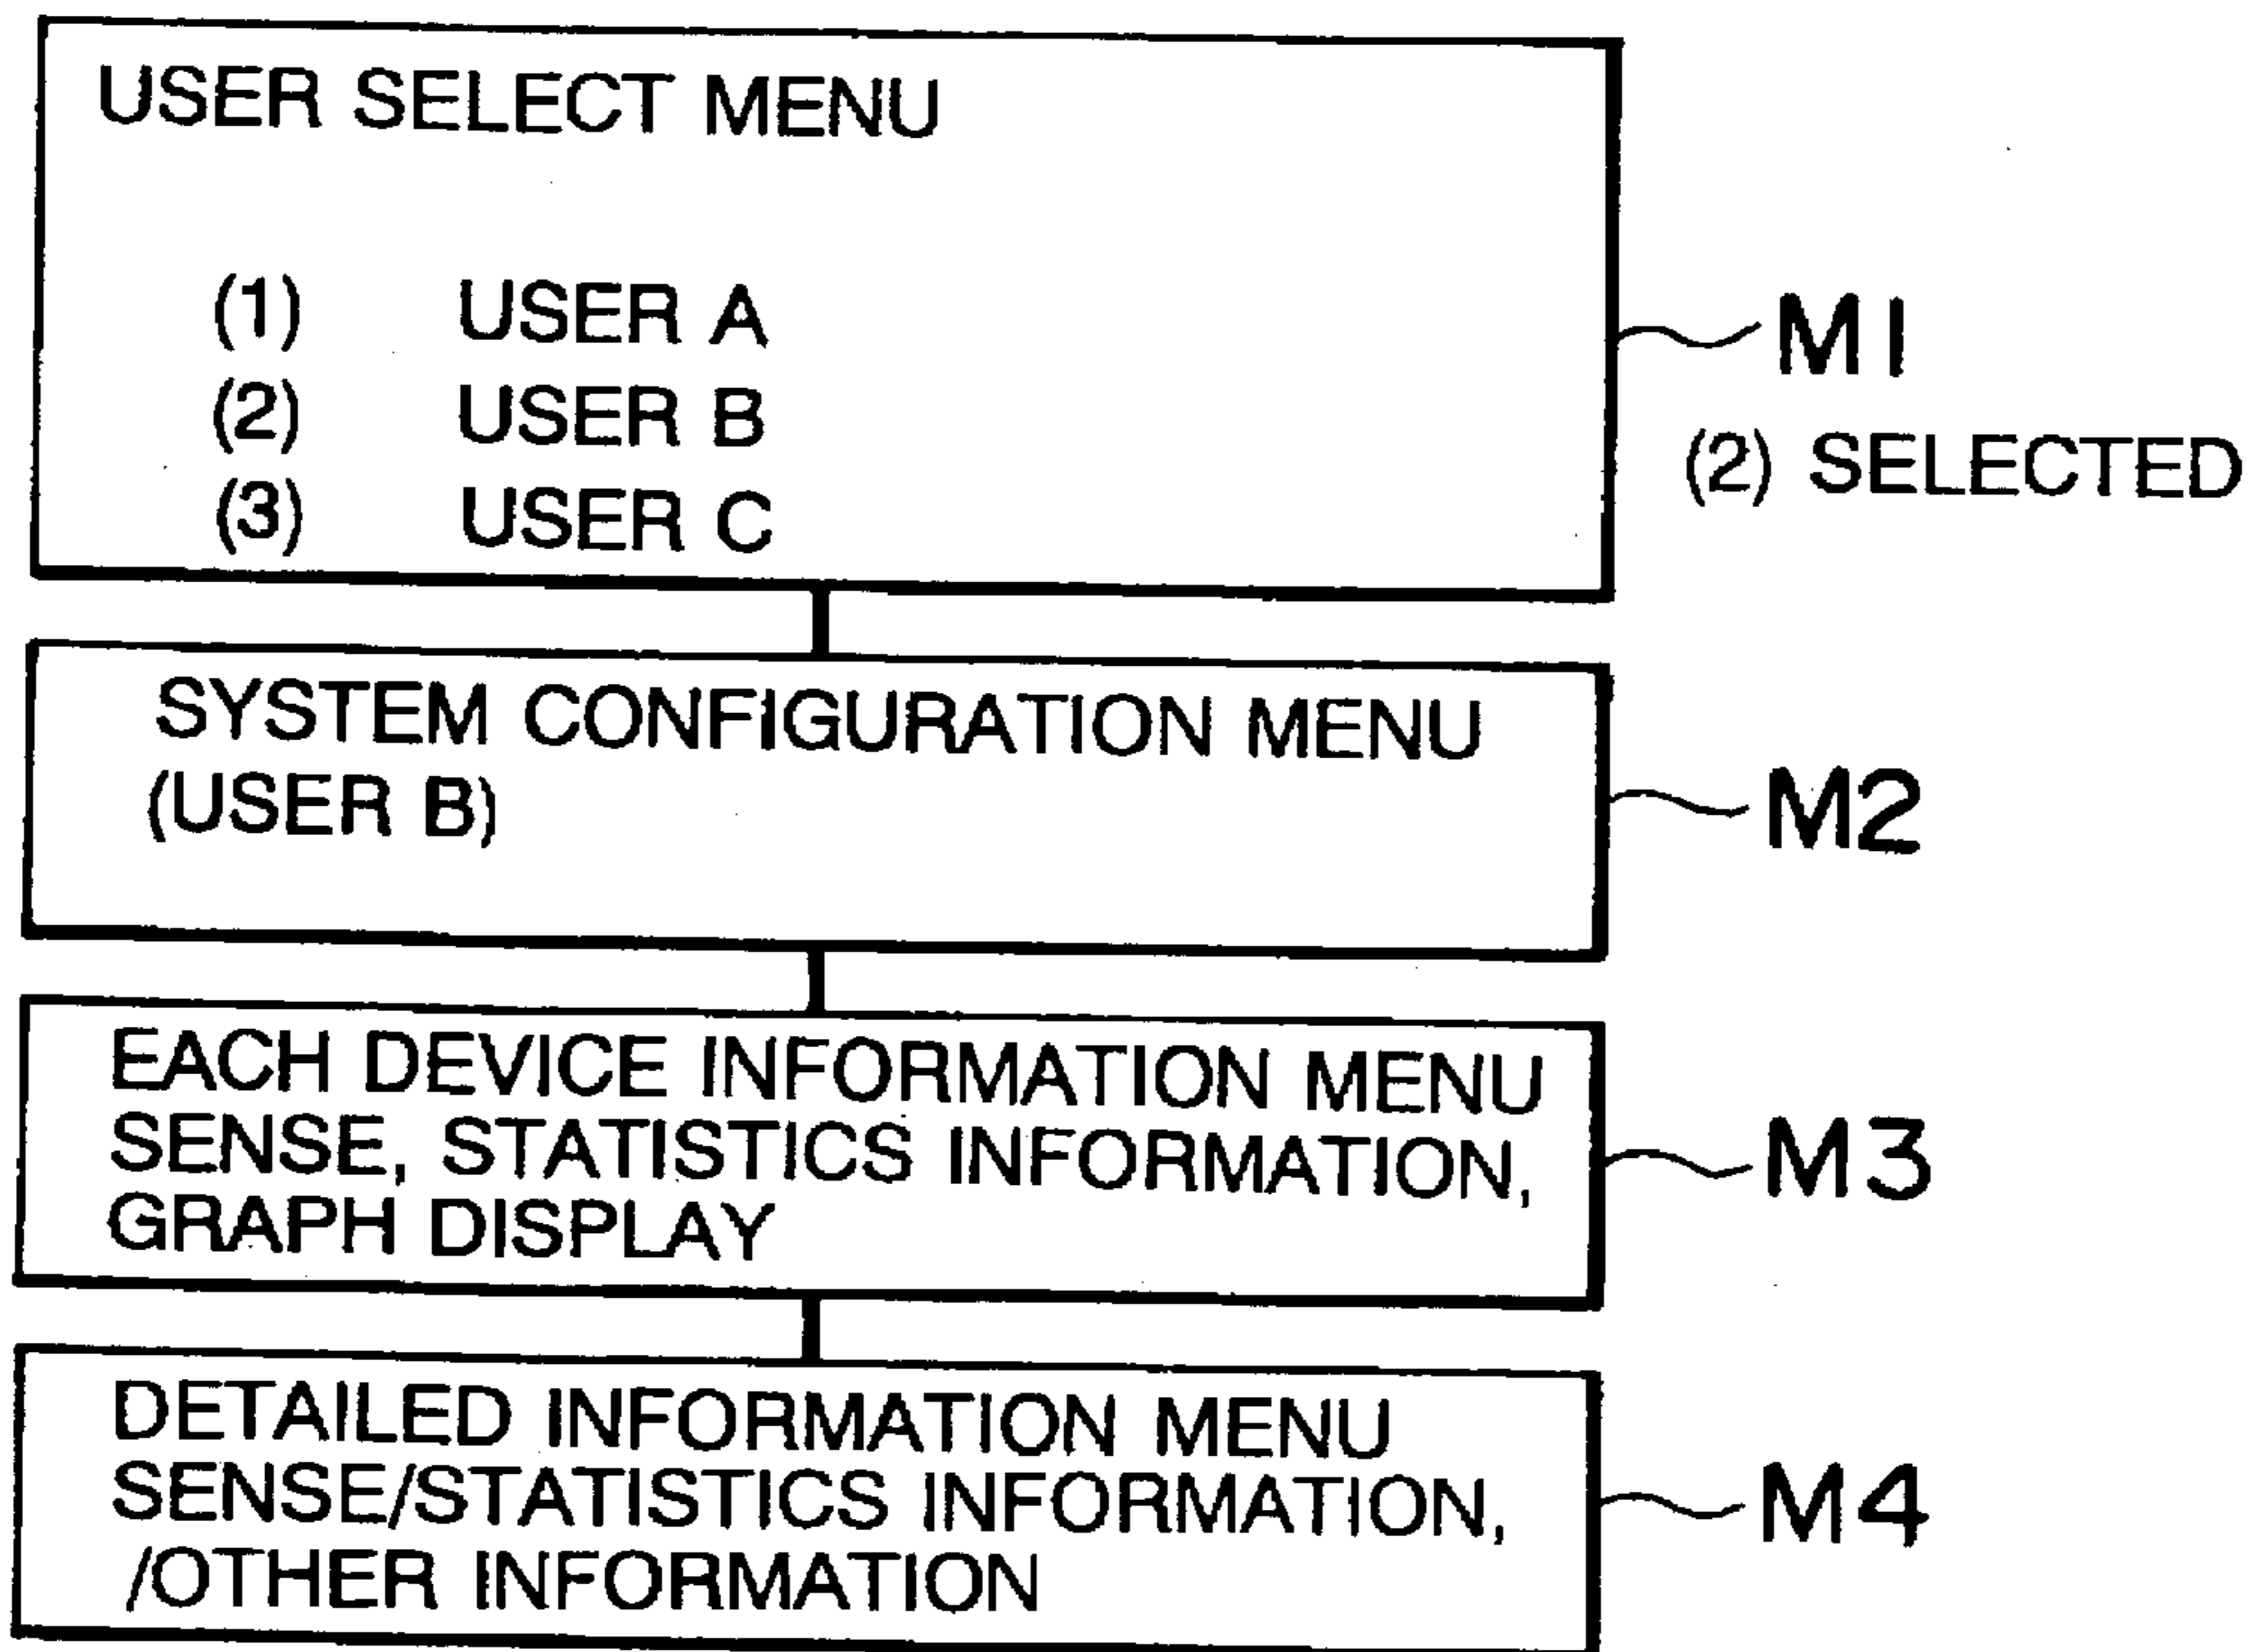 USER SELECT MENU
(1) USER A
(2) USER B
(3) USER C
M1
(2) SELECTED
SYSTEM CONFIGURATION MENU
(USER B)
M2
EACH DEVICE INFORMATION MENU
SENSE, STATISTICS INFORMATION,
GRAPH DISPLAY
M3
DETAILED INFORMATION MENU
SENSE/STATISTICS INFORMATION,
/OTHER INFORMATION
M4